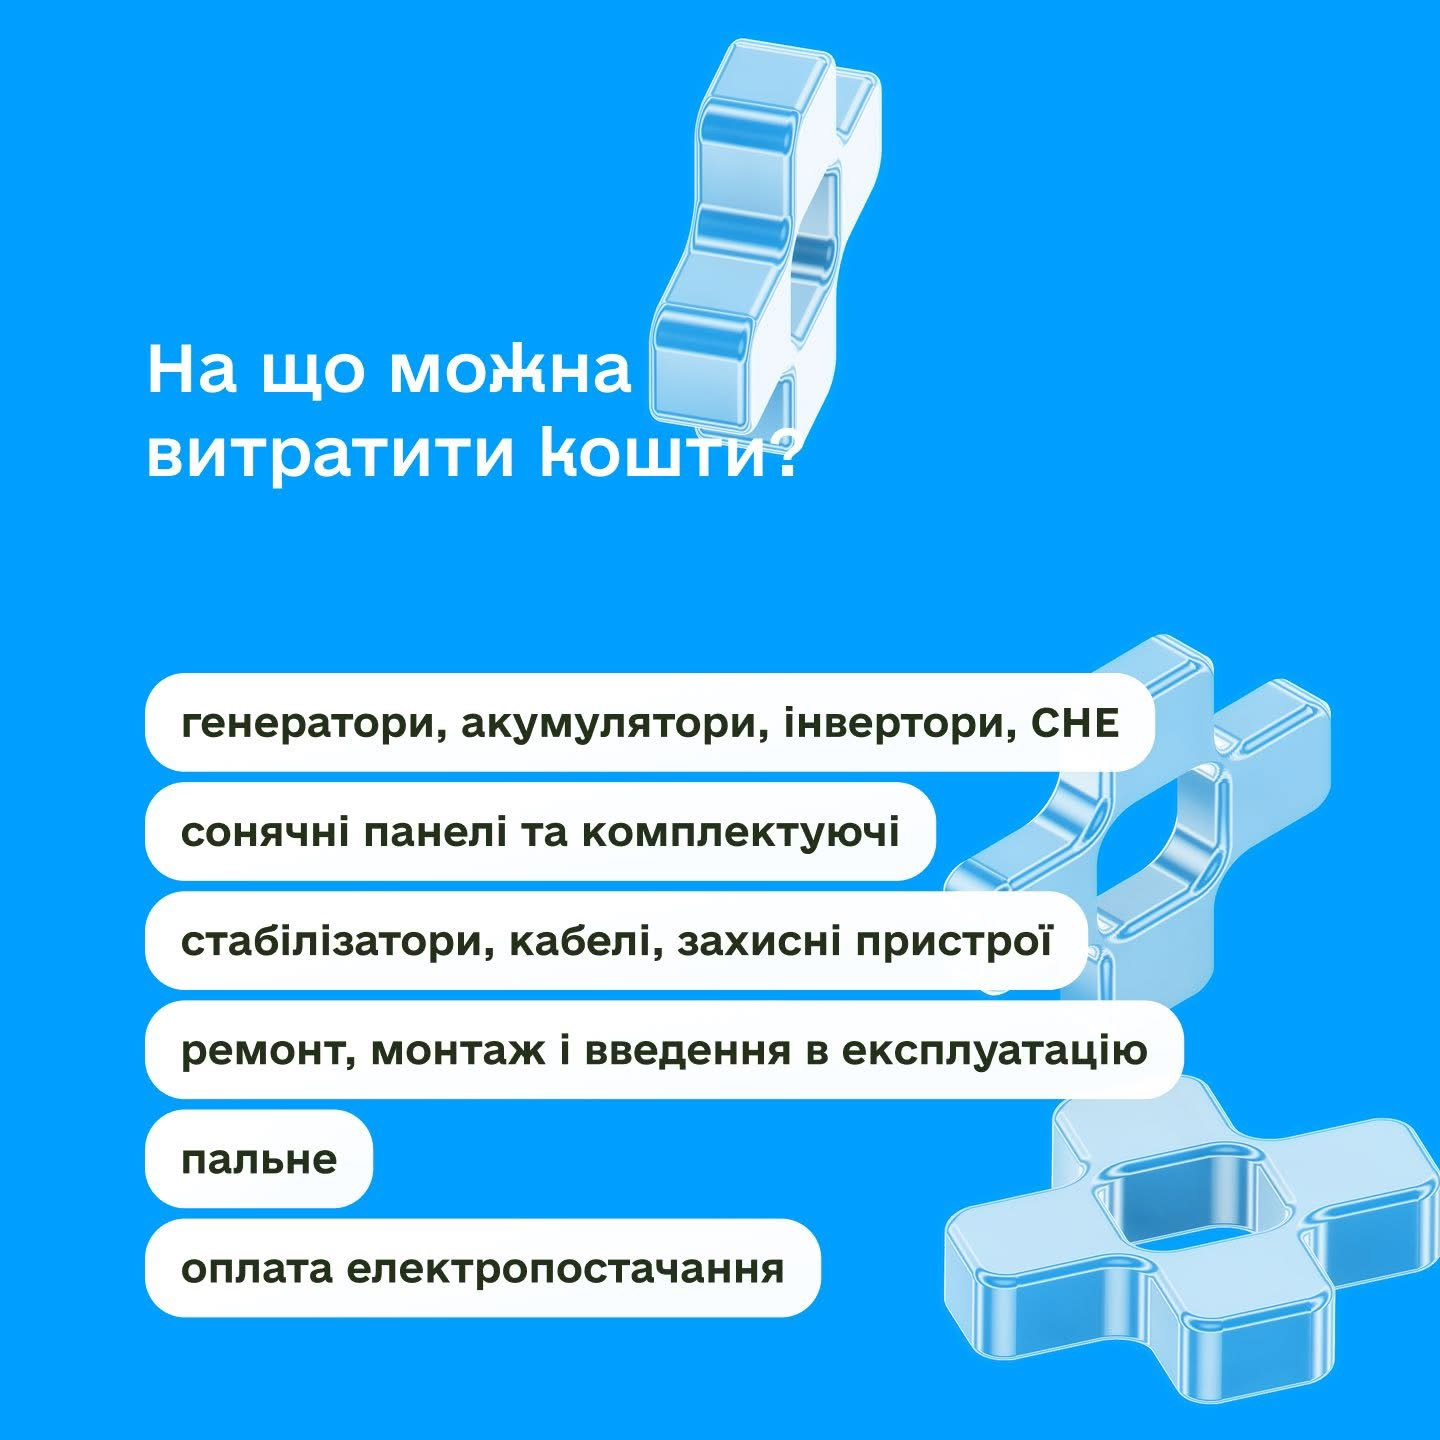 На що можна
витратити кошти?
генератори, акумулятори, інвертори, СНЕ
сонячні панелі та комплектуючі
стабілізатори, кабелі, захисні пристрої
ремонт, монтаж і введення в експлуатацію
пальне
оплата електропостачання